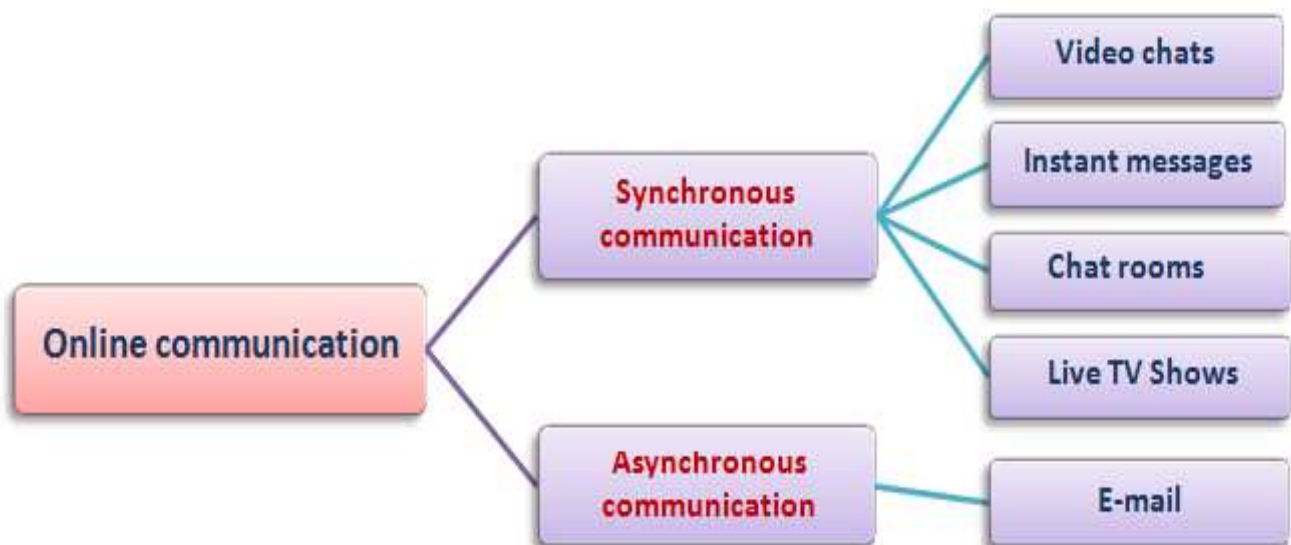 Online communication
Synchronous
communication
Video chats
Instant messages
Chat rooms
Live TV Shows
Asynchronous
communication
E-mail